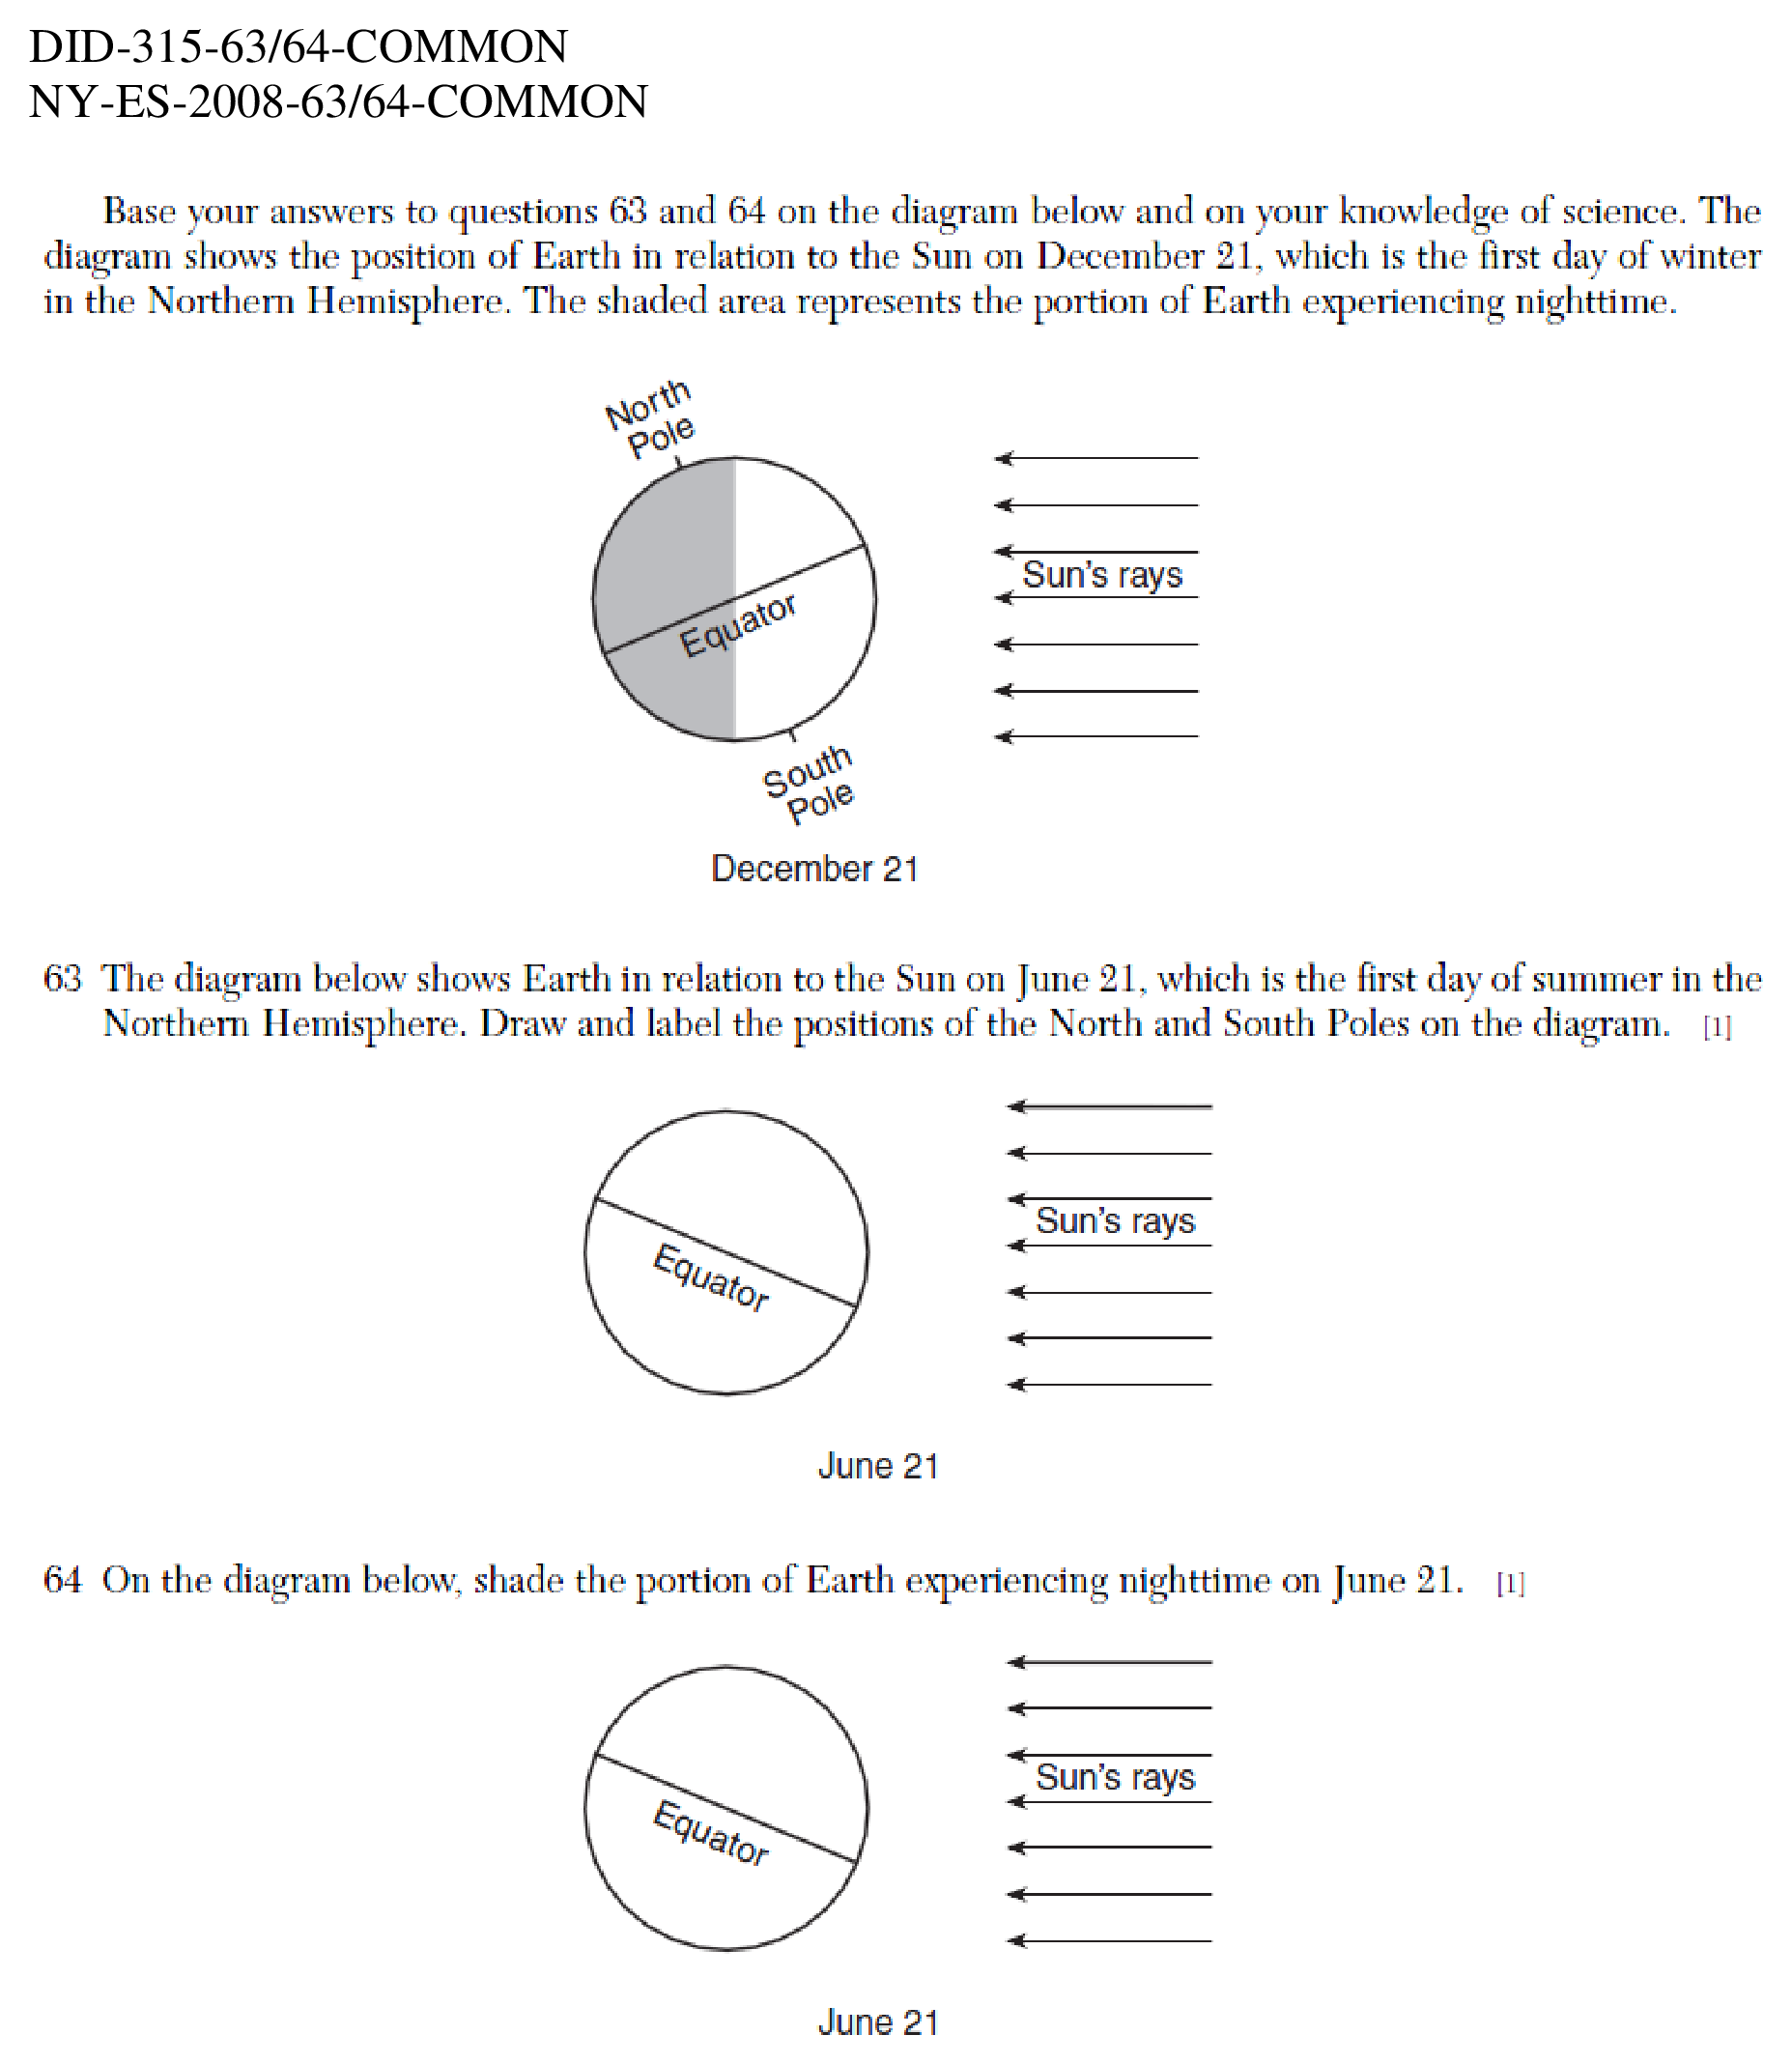 DID-315-63/64-COMMON
NY-ES-2008-63/64-COMMON
Base your answers to questions 63 and 64 on the diagram below and on your knowledge of science. The
diagram shows the position of Earth in relation to the Sun on December 21, which is the first day of winter
in the Northern Hemisphere. The shaded area represents the portion of Earth experiencing nighttime.
North
Pole
Sun's rays
Equator
South
Pole
December 21
63 The diagram below shows Earth in relation to the Sun on June 21, which is the first day of summer in the
Northern Hemisphere. Draw and label the positions of the North and South Poles on the diagram. [1]
Sun's rays
Equator
June 21
64 On the diagram below, shade the portion of Earth experiencing nighttime on June 21. [1]
Sun's rays
Equator
June 21